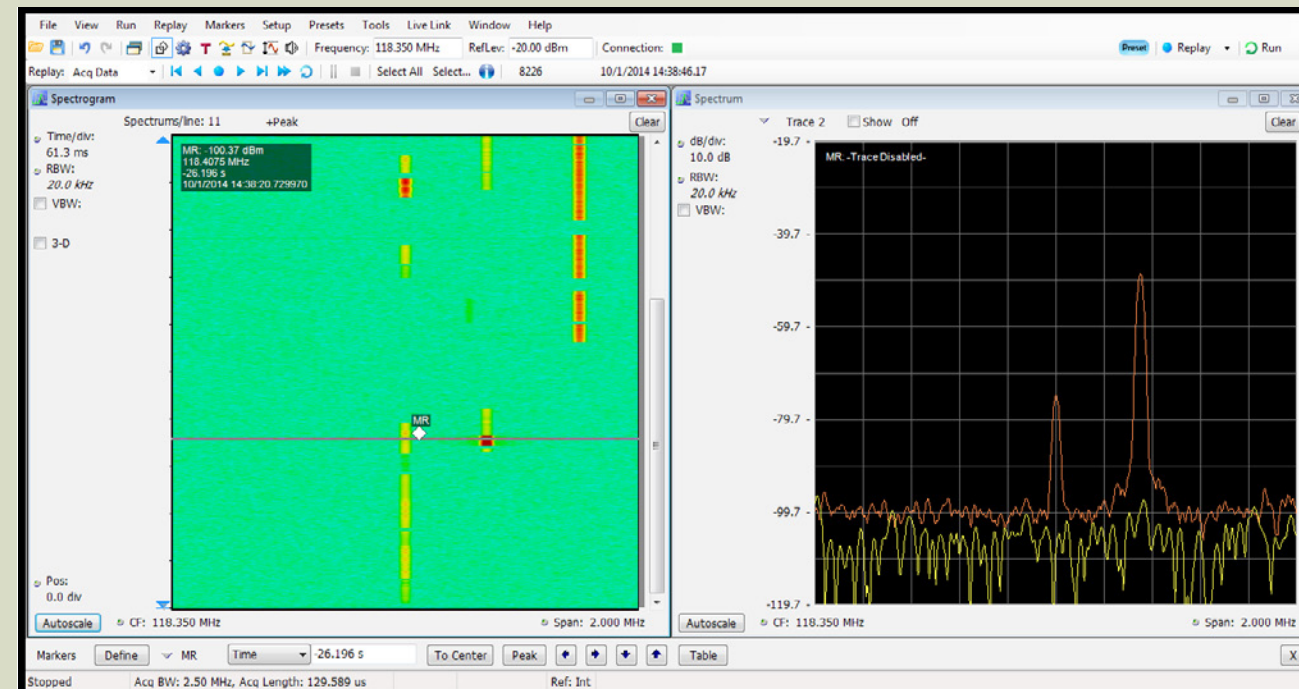 File View Run Replay Markers Setup Presets Tools Live Link Window Help
Frequency: 118.350 MHz RefLev: -20.00 dBm Connection: Preset Replay Run
Replay: Acq Data Select All Select... 8226 10/1/2014 14:38:46.17
Spectrogram
Spectrums/line: 11 +Peak Clear
Time/div:
61.3 ms
RBW:
20.0 kHz
VBW:
3-D
MR: -100.37 dBm
118.4075 MHz
-26.196 s
10/1/2014 14:38:20.729970
MR
Pos:
0.0 div
Autoscale CF: 118.350 MHz Span: 2.000 MHz
Spectrum
Trace 2 Show Off Clear
dB/div:
10.0 dB
RBW:
20.0 kHz
VBW:
MR: -Trace Disabled-
-19.7
-39.7
-59.7
-79.7
-99.7
-119.7
Autoscale CF: 118.350 MHz Span: 2.000 MHz
Markers Define MR Time -26.196 s To Center Peak Table X
Stopped Acq BW: 2.50 MHz, Acq Length: 129.589 us Ref: Int